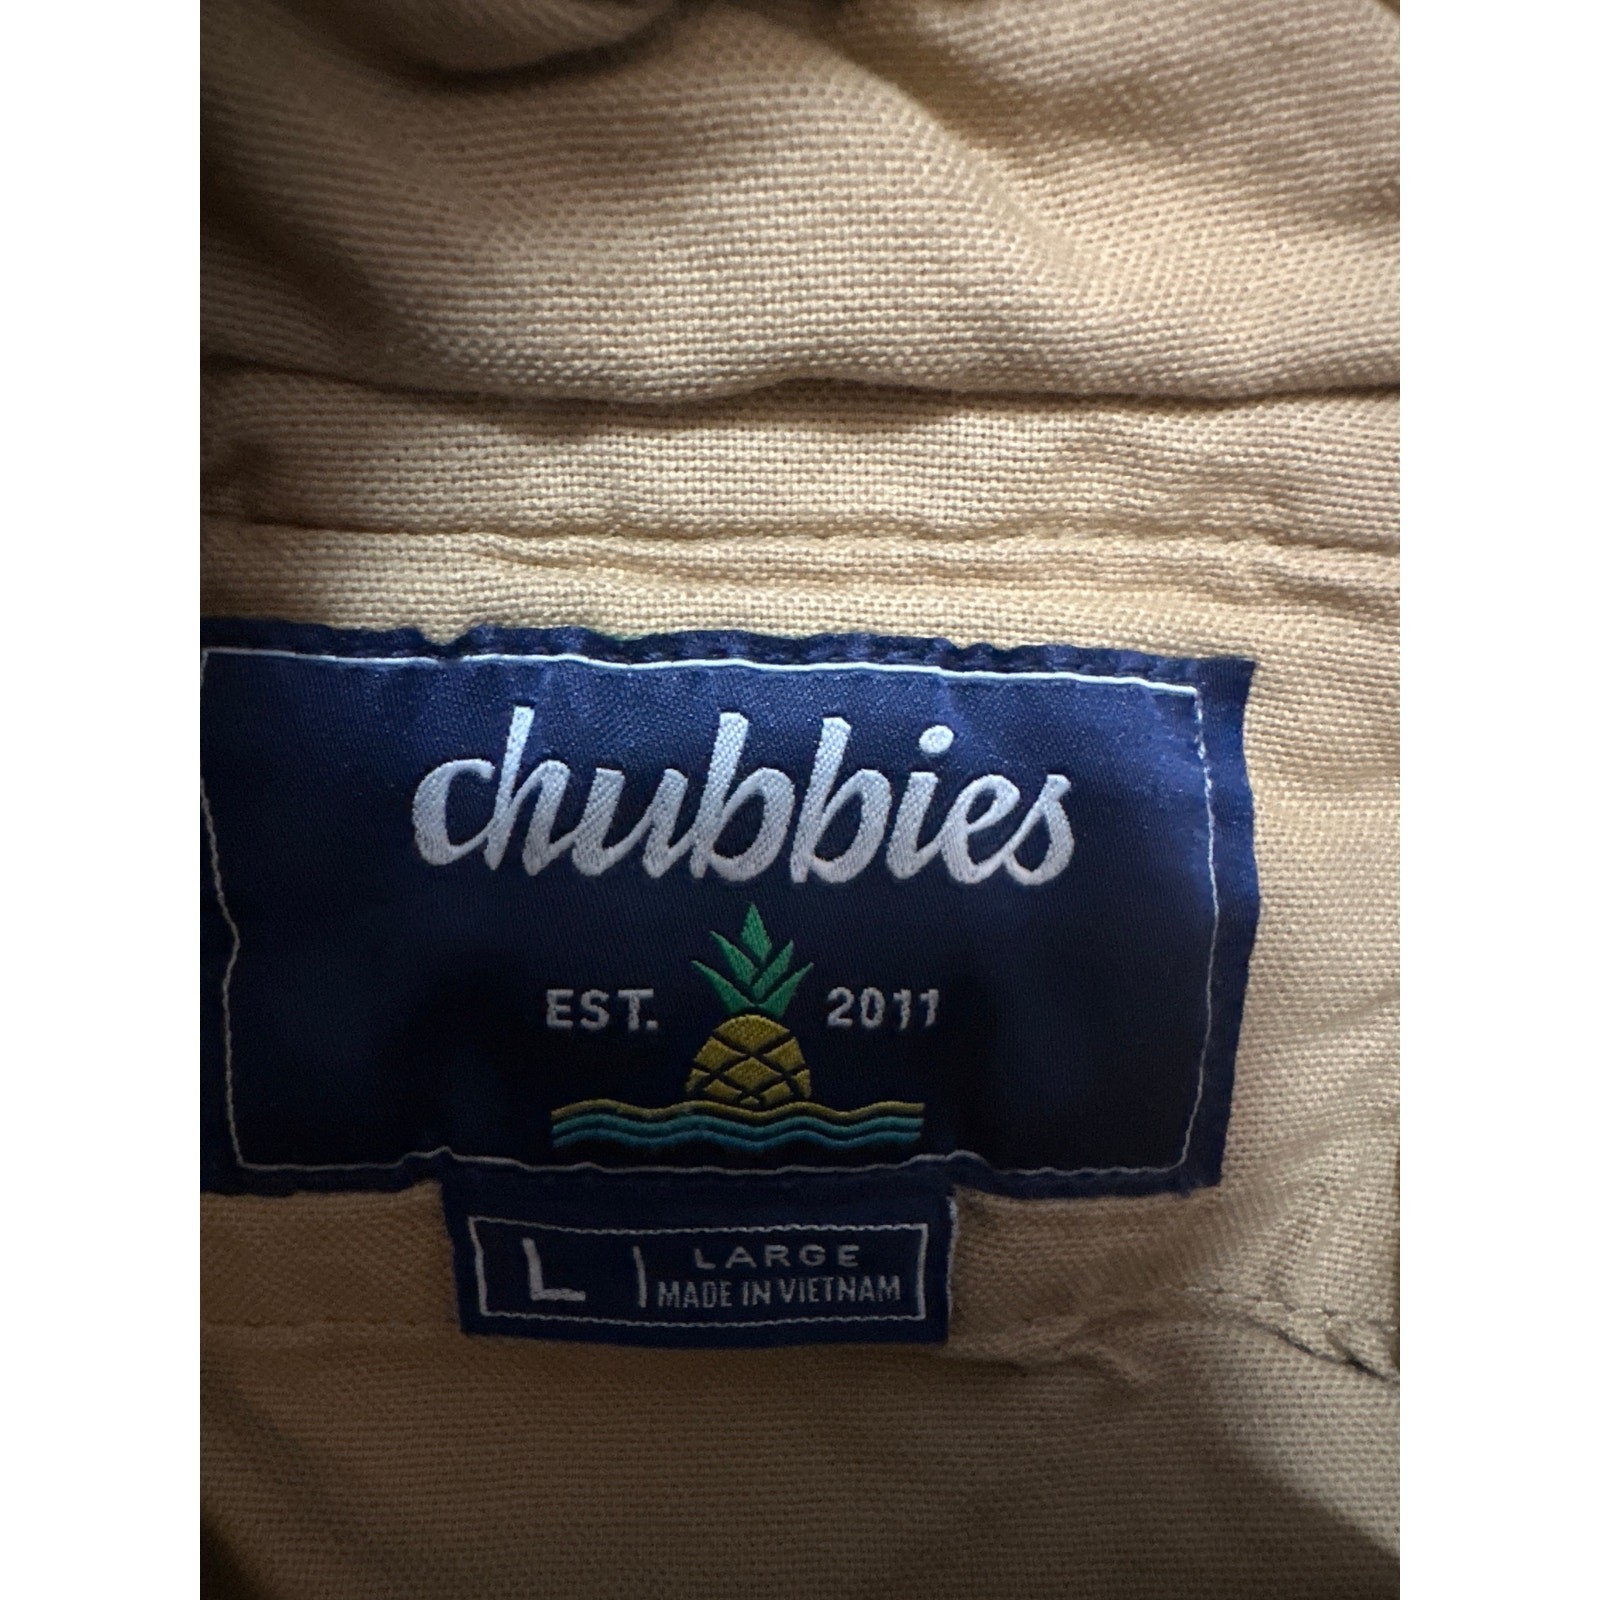 chubbies
EST. 2011
L | LARGE
MADE IN VIETNAM